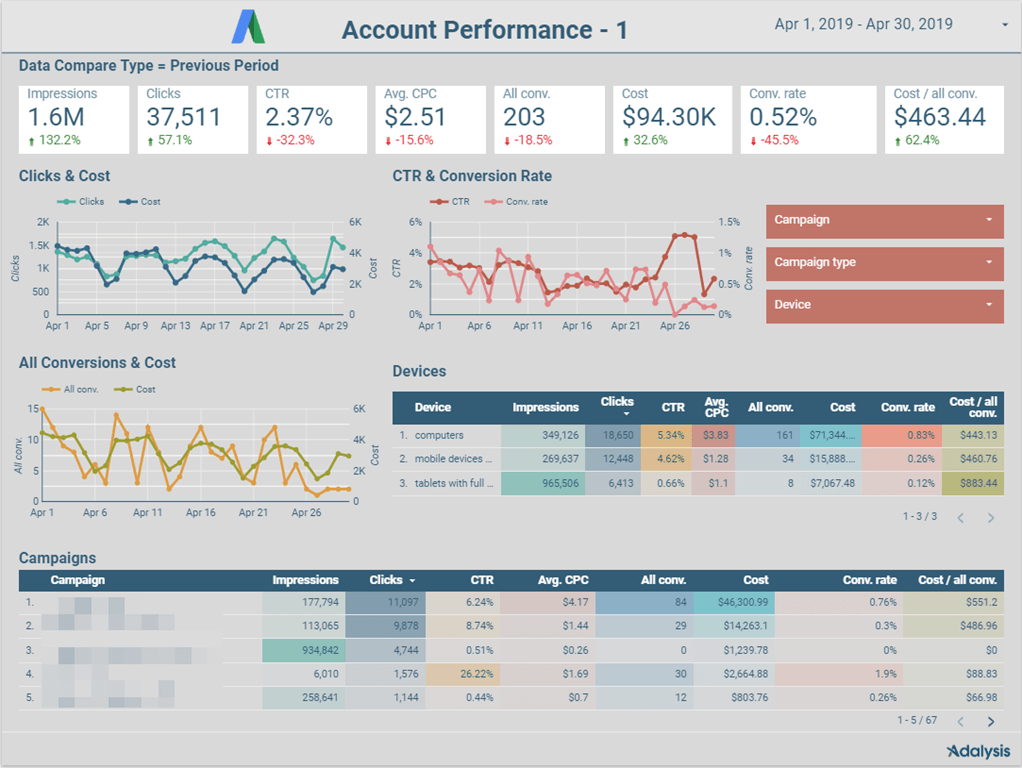 Account Performance - 1
Apr 1, 2019 - Apr 30, 2019
Data Compare Type = Previous Period
Impressions Clicks CTR Avg. CPC All conv. Cost Conv. rate Cost / all conv.
1.6M 37,511 2.37% $2.51 203 $94.30K 0.52% $463.44
132.2% 57.1% -32.3% -15.6% -18.5% 32.6% -45.5% 62.4%
Clicks & Cost
Clicks Cost
2K 6K
1.5K 4K
1K 2K
500
0 0
Clicks
Cost
Apr 1 Apr 5 Apr 9 Apr 13 Apr 17 Apr 21 Apr 25 Apr 29
CTR & Conversion Rate
CTR Conv. rate
6% 1.5%
4% 1%
2% 0.5%
0% 0%
CTR
Conv. rate
Apr 1 Apr 6 Apr 11 Apr 16 Apr 21 Apr 26
Campaign
Campaign type
Device
All Conversions & Cost
All conv. Cost
15 6K
10 4K
5 2K
0 0
All conv.
Cost
Apr 1 Apr 6 Apr 11 Apr 16 Apr 21 Apr 26
Devices
Device Impressions Clicks CTR Avg. CPC All conv. Cost Conv. rate Cost / all conv.
1. computers 349,126 18,650 5.34% $3.83 161 $71,344.... 0.83% $443.13
2. mobile devices ... 269,637 12,448 4.62% $1.28 34 $15,888.... 0.26% $460.76
3. tablets with full ... 965,506 6,413 0.66% $1.1 8 $7,067.48 0.12% $883.44
1 - 3 / 3
Campaigns
Campaign Impressions Clicks CTR Avg. CPC All conv. Cost Conv. rate Cost / all conv.
1. 177,794 11,097 6.24% $4.17 84 $46,300.99 0.76% $551.2
2. 113,065 9,878 8.74% $1.44 29 $14,263.1 0.3% $486.96
3. 934,842 4,744 0.51% $0.26 0 $1,239.78 0% $0
4. 6,010 1,576 26.22% $1.69 30 $2,664.88 1.9% $88.83
5. 258,641 1,144 0.44% $0.7 12 $803.76 0.26% $66.98
1 - 5 / 67
Adalysis